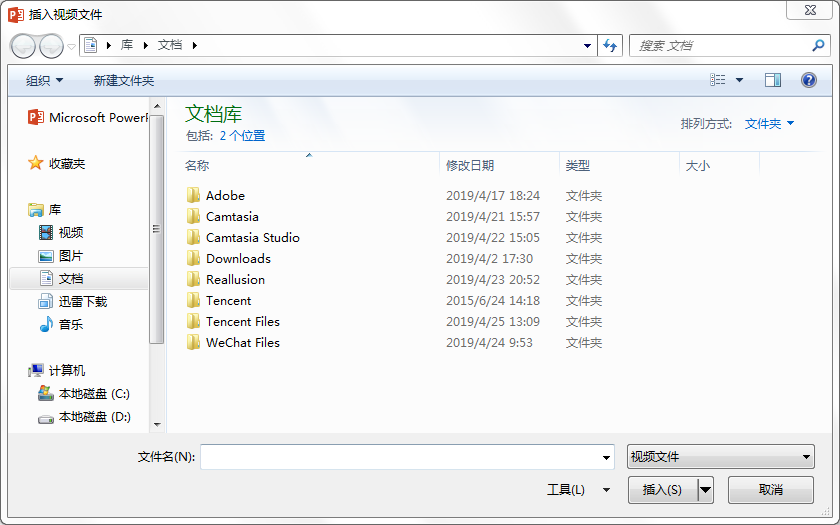 插入视频文件
库 文档
搜索 文档
组织 新建文件夹
Microsoft PowerP
收藏夹
库
视频
图片
文档
迅雷下载
音乐
计算机
本地磁盘 (C:)
本地磁盘 (D:)
文档库
包括: 2 个位置
排列方式: 文件夹
名称 修改日期 类型 大小
Adobe 2019/4/17 18:24 文件夹
Camtasia 2019/4/21 15:57 文件夹
Camtasia Studio 2019/4/22 15:05 文件夹
Downloads 2019/4/2 17:30 文件夹
Reallusion 2019/4/23 20:52 文件夹
Tencent 2015/6/24 14:18 文件夹
Tencent Files 2019/4/25 13:09 文件夹
WeChat Files 2019/4/24 9:53 文件夹
文件名(N): 视频文件
工具(L) 插入(S) 取消